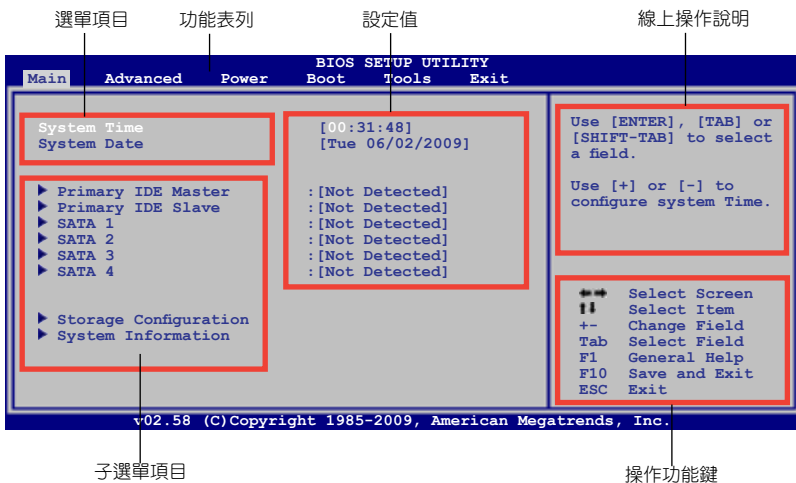 選單項目 功能表列 設定值 線上操作說明
BIOS SETUP UTILITY
Main Advanced Power Boot Tools Exit
System Time [00:31:48]
System Date [Tue 06/02/2009]
Primary IDE Master :[Not Detected]
Primary IDE Slave :[Not Detected]
SATA 1 :[Not Detected]
SATA 2 :[Not Detected]
SATA 3 :[Not Detected]
SATA 4 :[Not Detected]
Storage Configuration
System Information
Use [ENTER], [TAB] or
[SHIFT-TAB] to select
a field.
Use [+] or [-] to
configure system Time.
←→ Select Screen
↑↓ Select Item
+- Change Field
Tab Select Field
F1 General Help
F10 Save and Exit
ESC Exit
v02.58 (C)Copyright 1985-2009, American Megatrends, Inc.
子選單項目 操作功能鍵